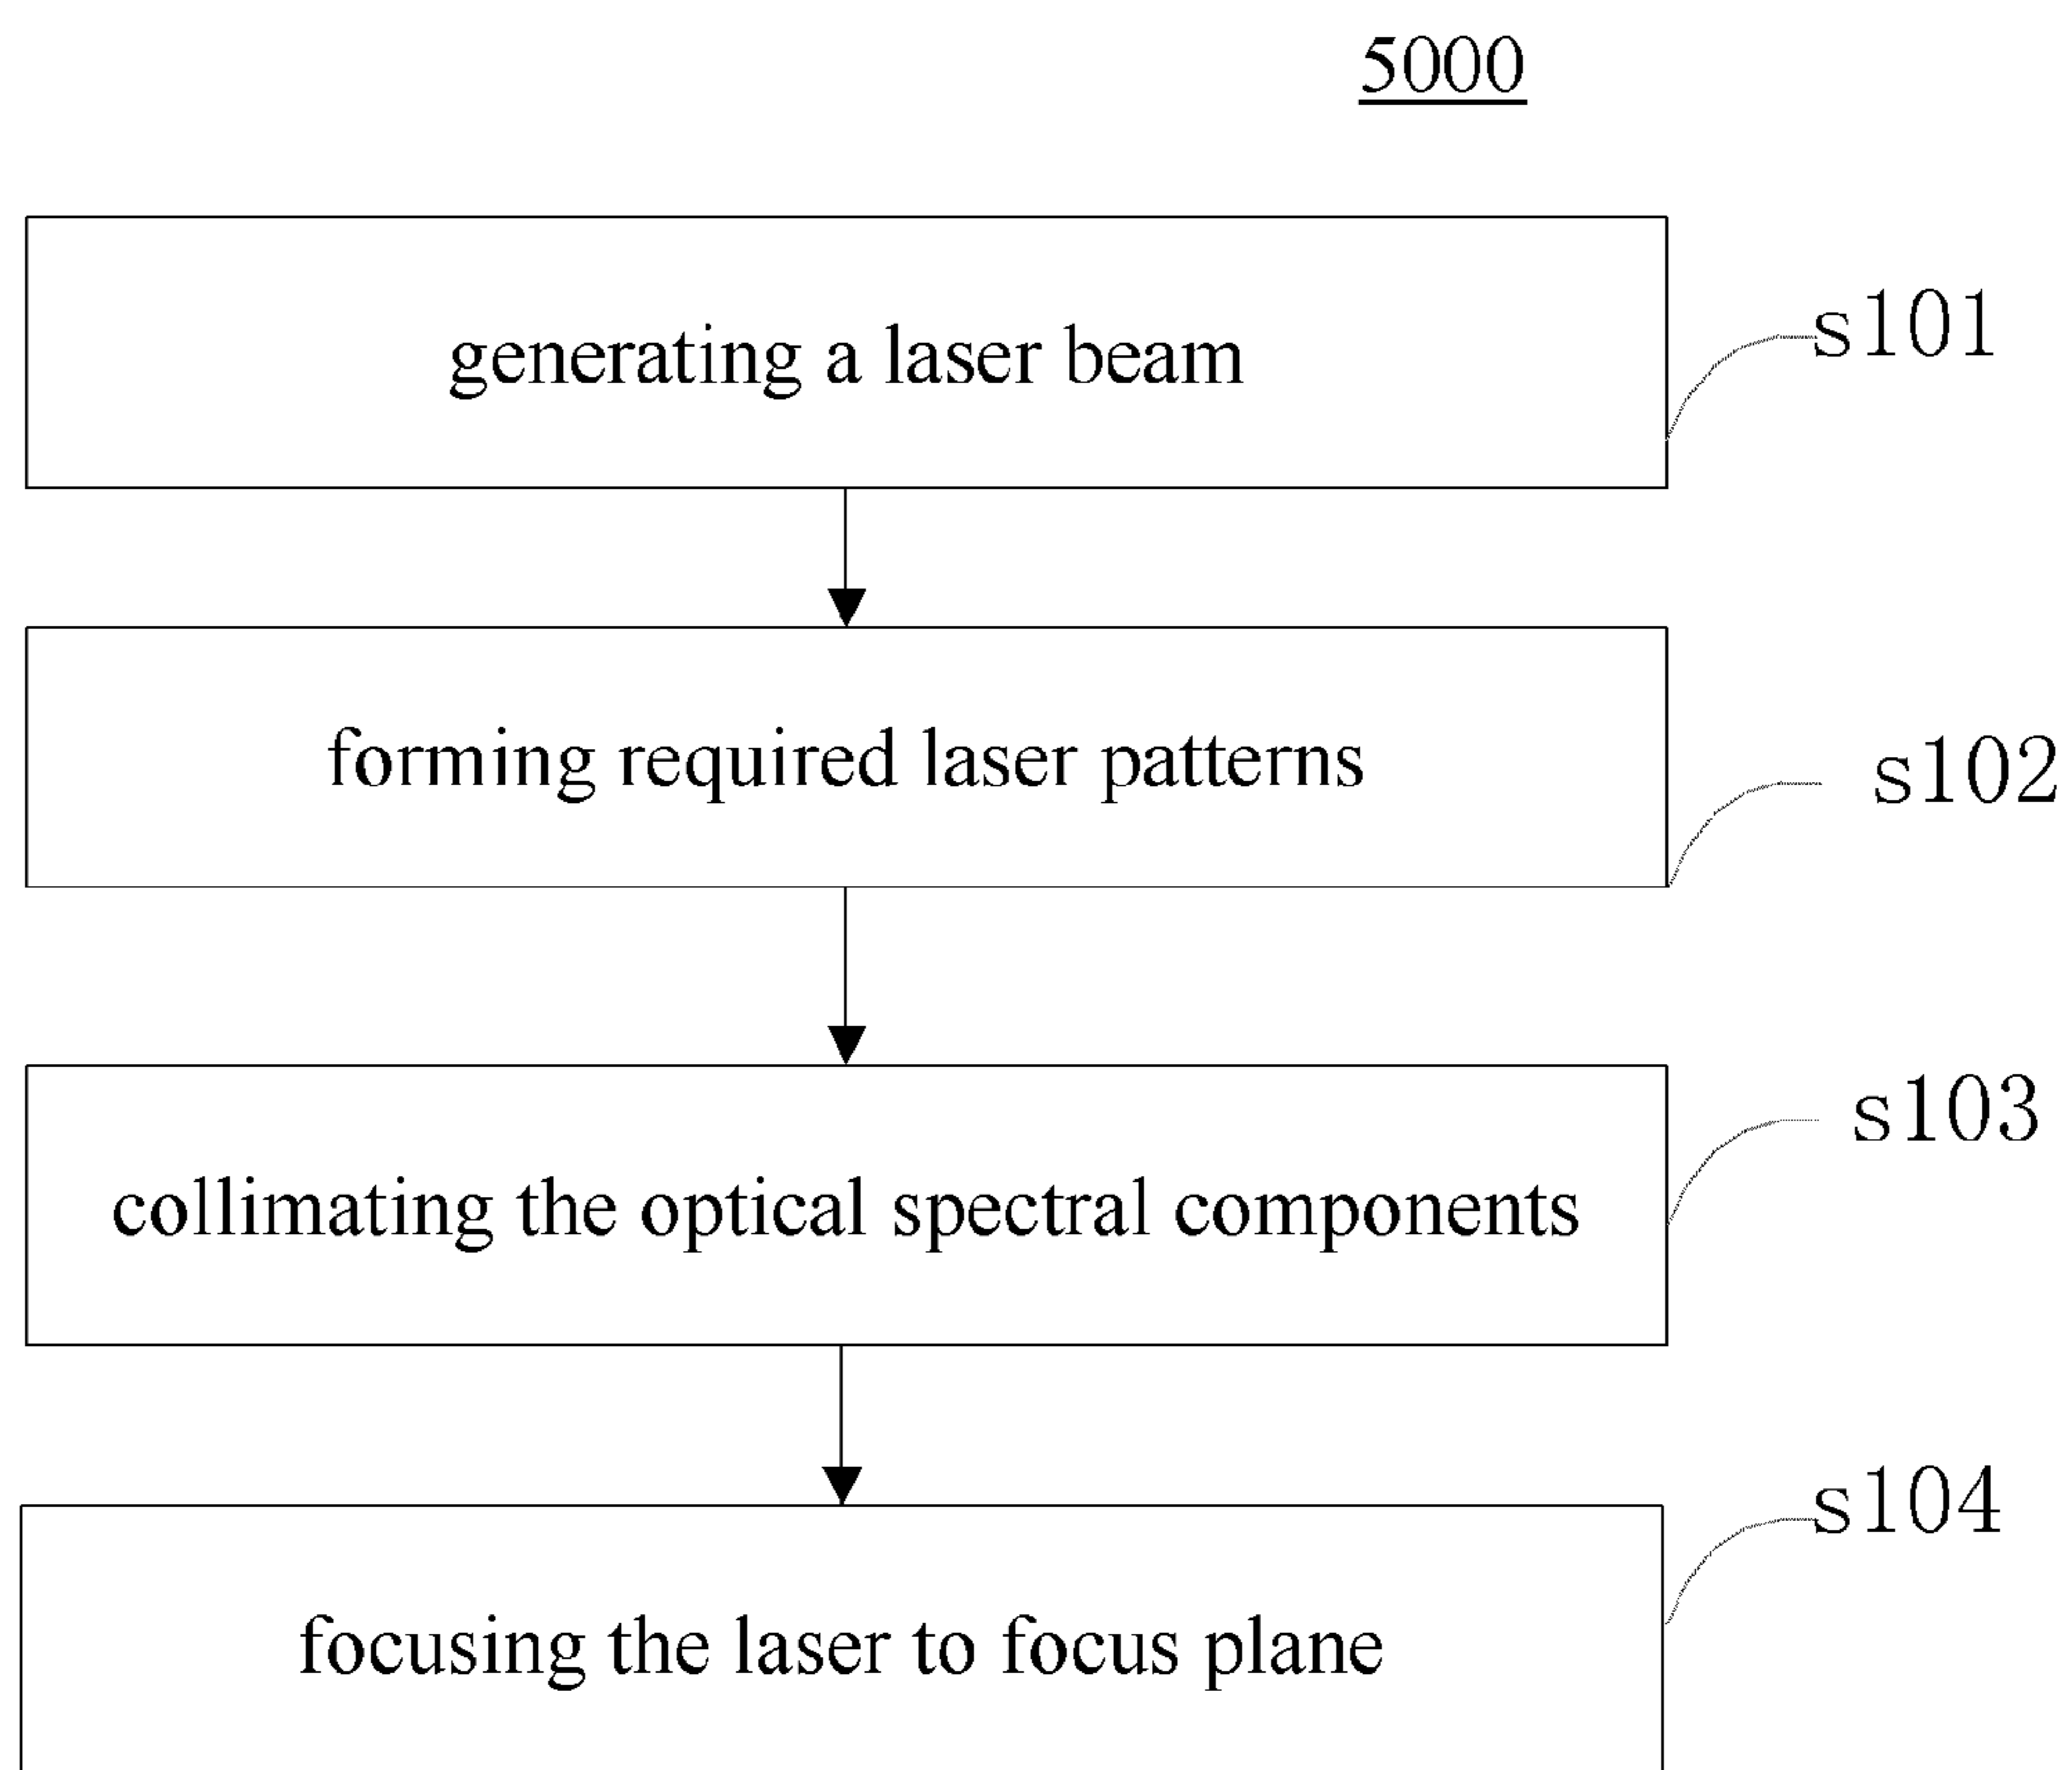 5000
generating a laser beam
s101
forming required laser patterns
s102
collimating the optical spectral components
s103
focusing the laser to focus plane
s104